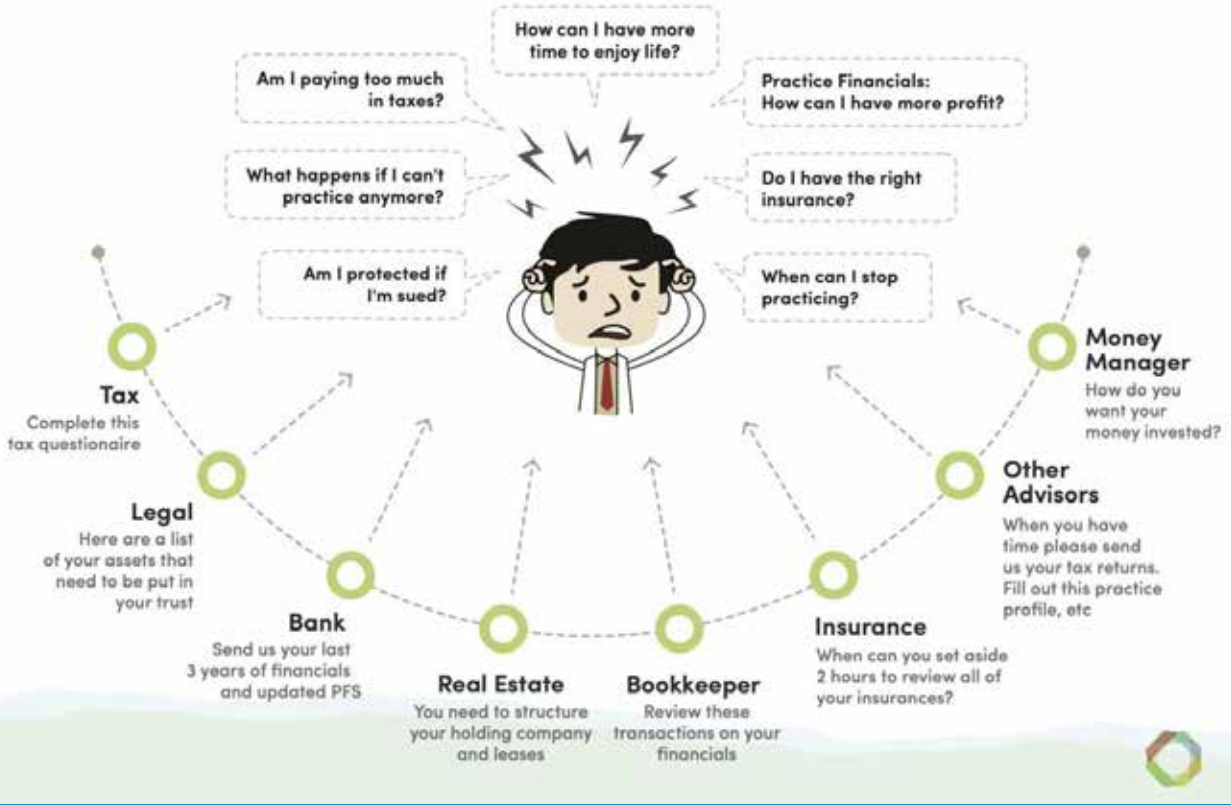 How can I have more
time to enjoy life?
Am I paying too much
in taxes?
Practice Financials:
How can I have more profit?
What happens if I can't
practice anymore?
Do I have the right
insurance?
Am I protected if
I'm sued?
When can I stop
practicing?
Tax
Complete this
tax questionaire
Legal
Here are a list
of your assets that
need to be put in
your trust
Bank
Send us your last
3 years of financials
and updated PFS
Real Estate
You need to structure
your holding company
and leases
Bookkeeper
Review these
transactions on your
financials
Insurance
When can you set aside
2 hours to review all of
your insurances?
Other
Advisors
When you have
time please send
us your tax returns.
Fill out this practice
profile, etc
Money
Manager
How do you
want your
money invested?